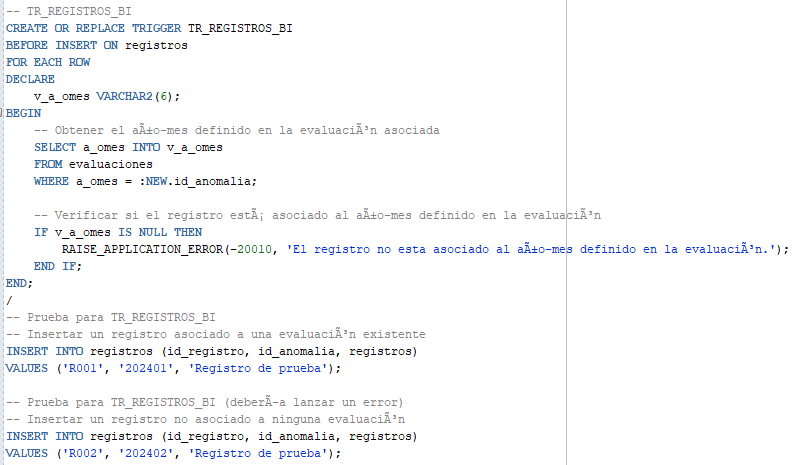 -- TR_REGISTROS_BI
CREATE OR REPLACE TRIGGER TR_REGISTROS_BI
BEFORE INSERT ON registros
FOR EACH ROW
DECLARE
    v_a_omes VARCHAR2(6);
BEGIN
    -- Obtener el aÃ±o-mes definido en la evaluaciÃ³n asociada
    SELECT a_omes INTO v_a_omes
    FROM evaluaciones
    WHERE a_omes = :NEW.id_anomalia;

    -- Verificar si el registro estÃ¡ asociado al aÃ±o-mes definido en la evaluaciÃ³n
    IF v_a_omes IS NULL THEN
        RAISE_APPLICATION_ERROR(-20010, 'El registro no esta asociado al aÃ±o-mes definido en la evaluaciÃ³n.');
    END IF;
END;
/
-- Prueba para TR_REGISTROS_BI
-- Insertar un registro asociado a una evaluaciÃ³n existente
INSERT INTO registros (id_registro, id_anomalia, registros)
VALUES ('R001', '202401', 'Registro de prueba');

-- Prueba para TR_REGISTROS_BI (deberÃ-a lanzar un error)
-- Insertar un registro no asociado a ninguna evaluaciÃ³n
INSERT INTO registros (id_registro, id_anomalia, registros)
VALUES ('R002', '202402', 'Registro de prueba');